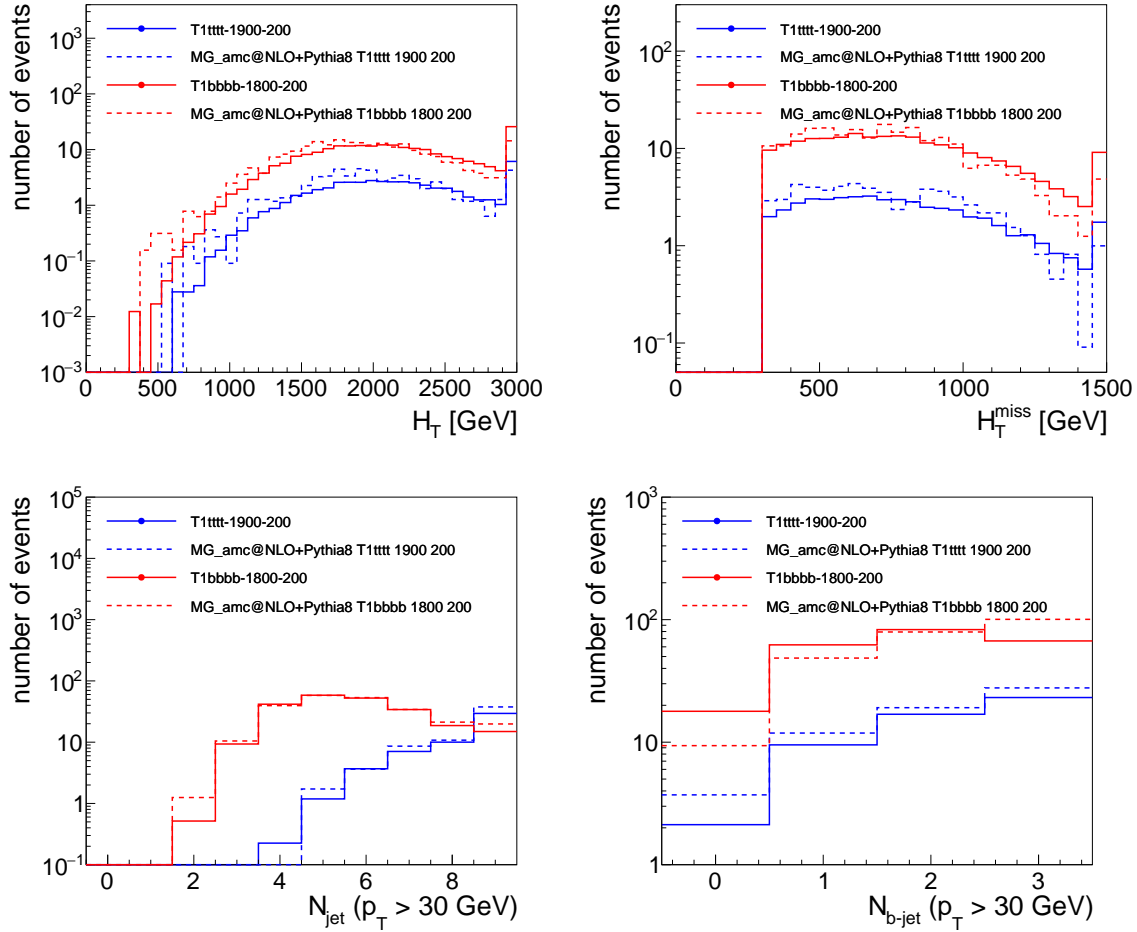 number of events
10³
10²
10
1
10⁻¹
10⁻²
10⁻³
T1tttt-1900-200
MG_amc@NLO+Pythia8 T1tttt 1900 200
T1bbbb-1800-200
MG_amc@NLO+Pythia8 T1bbbb 1800 200
0 500 1000 1500 2000 2500 3000
H_T [GeV]
number of events
10²
10
1
10⁻¹
T1tttt-1900-200
MG_amc@NLO+Pythia8 T1tttt 1900 200
T1bbbb-1800-200
MG_amc@NLO+Pythia8 T1bbbb 1800 200
0 500 1000 1500
H_T^miss [GeV]
number of events
10⁵
10⁴
10³
10²
10
1
10⁻¹
T1tttt-1900-200
MG_amc@NLO+Pythia8 T1tttt 1900 200
T1bbbb-1800-200
MG_amc@NLO+Pythia8 T1bbbb 1800 200
0 2 4 6 8
N_jet (p_T > 30 GeV)
number of events
10³
10²
10
1
T1tttt-1900-200
MG_amc@NLO+Pythia8 T1tttt 1900 200
T1bbbb-1800-200
MG_amc@NLO+Pythia8 T1bbbb 1800 200
0 1 2 3
N_b-jet (p_T > 30 GeV)